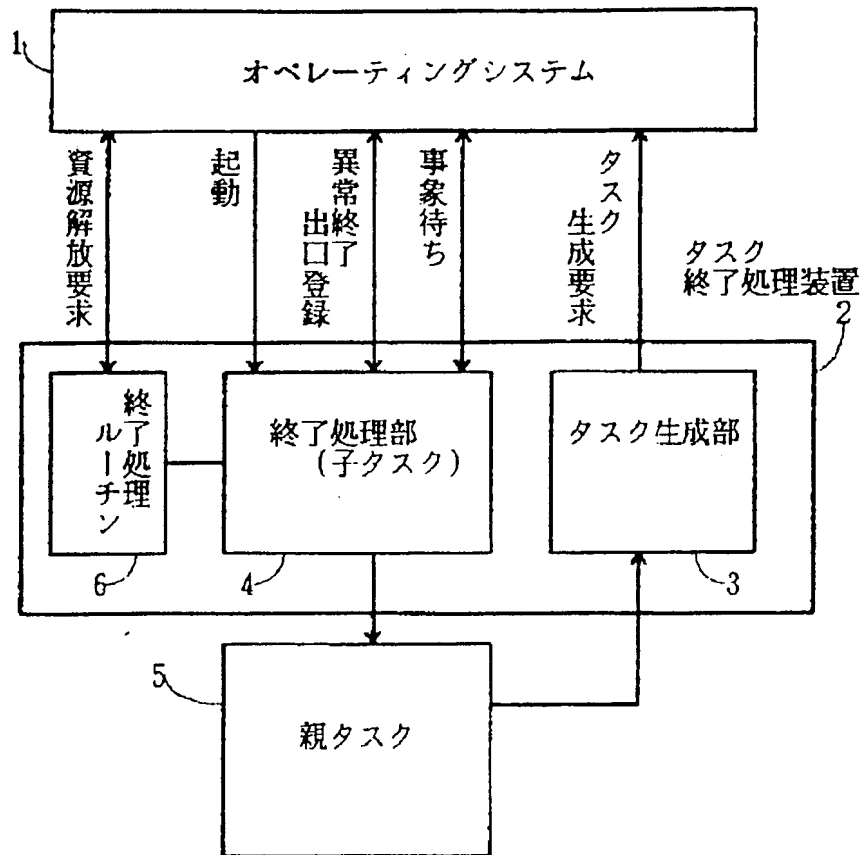 1
オペレーティングシステム
資源解放要求
起動
異常終了
出口登録
事象待ち
タスク
生成要求
タスク
終了処理装置
2
終了処理
ルーチン
終了処理部
(子タスク)
タスク生成部
6
4
3
5
親タスク